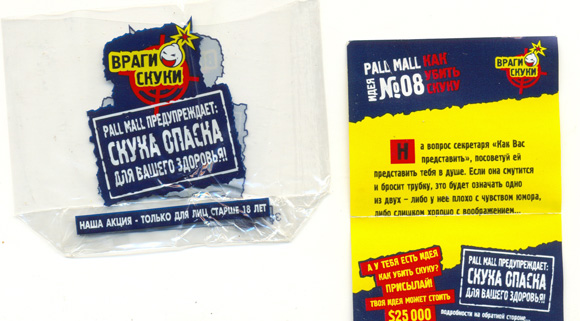 ВРАГИ
СКУКИ
PALL MALL ПРЕДУПРЕЖДАЕТ:
СКУКА ОПАСНА
ДЛЯ ВАШЕГО ЗДОРОВЬЯ!!
НАША АКЦИЯ - ТОЛЬКО ДЛЯ ЛИЦ СТАРШЕ 18 ЛЕТ
PALL MALL КАК
ИДЕЯ №08 УБИТЬ
СКУКУ
ВРАГИ
СКУКИ
На вопрос секретаря «Как Вас
представить», посоветуй ей
представить тебя в душе. Если она смутится
и бросит трубку, это будет означать одно
из двух – либо у нее плохо с чувством юмора,
либо слишком хорошо с воображением...
А У ТЕБЯ ЕСТЬ ИДЕЯ
КАК УБИТЬ СКУКУ?
ПРИСЫЛАЙ!
ТВОЯ ИДЕЯ МОЖЕТ СТОИТЬ
$25 000
PALL MALL ПРЕДУПРЕЖДАЕТ:
СКУКА ОПАСНА
ДЛЯ ВАШЕГО ЗДОРОВЬЯ!!
подробности на обратной стороне...